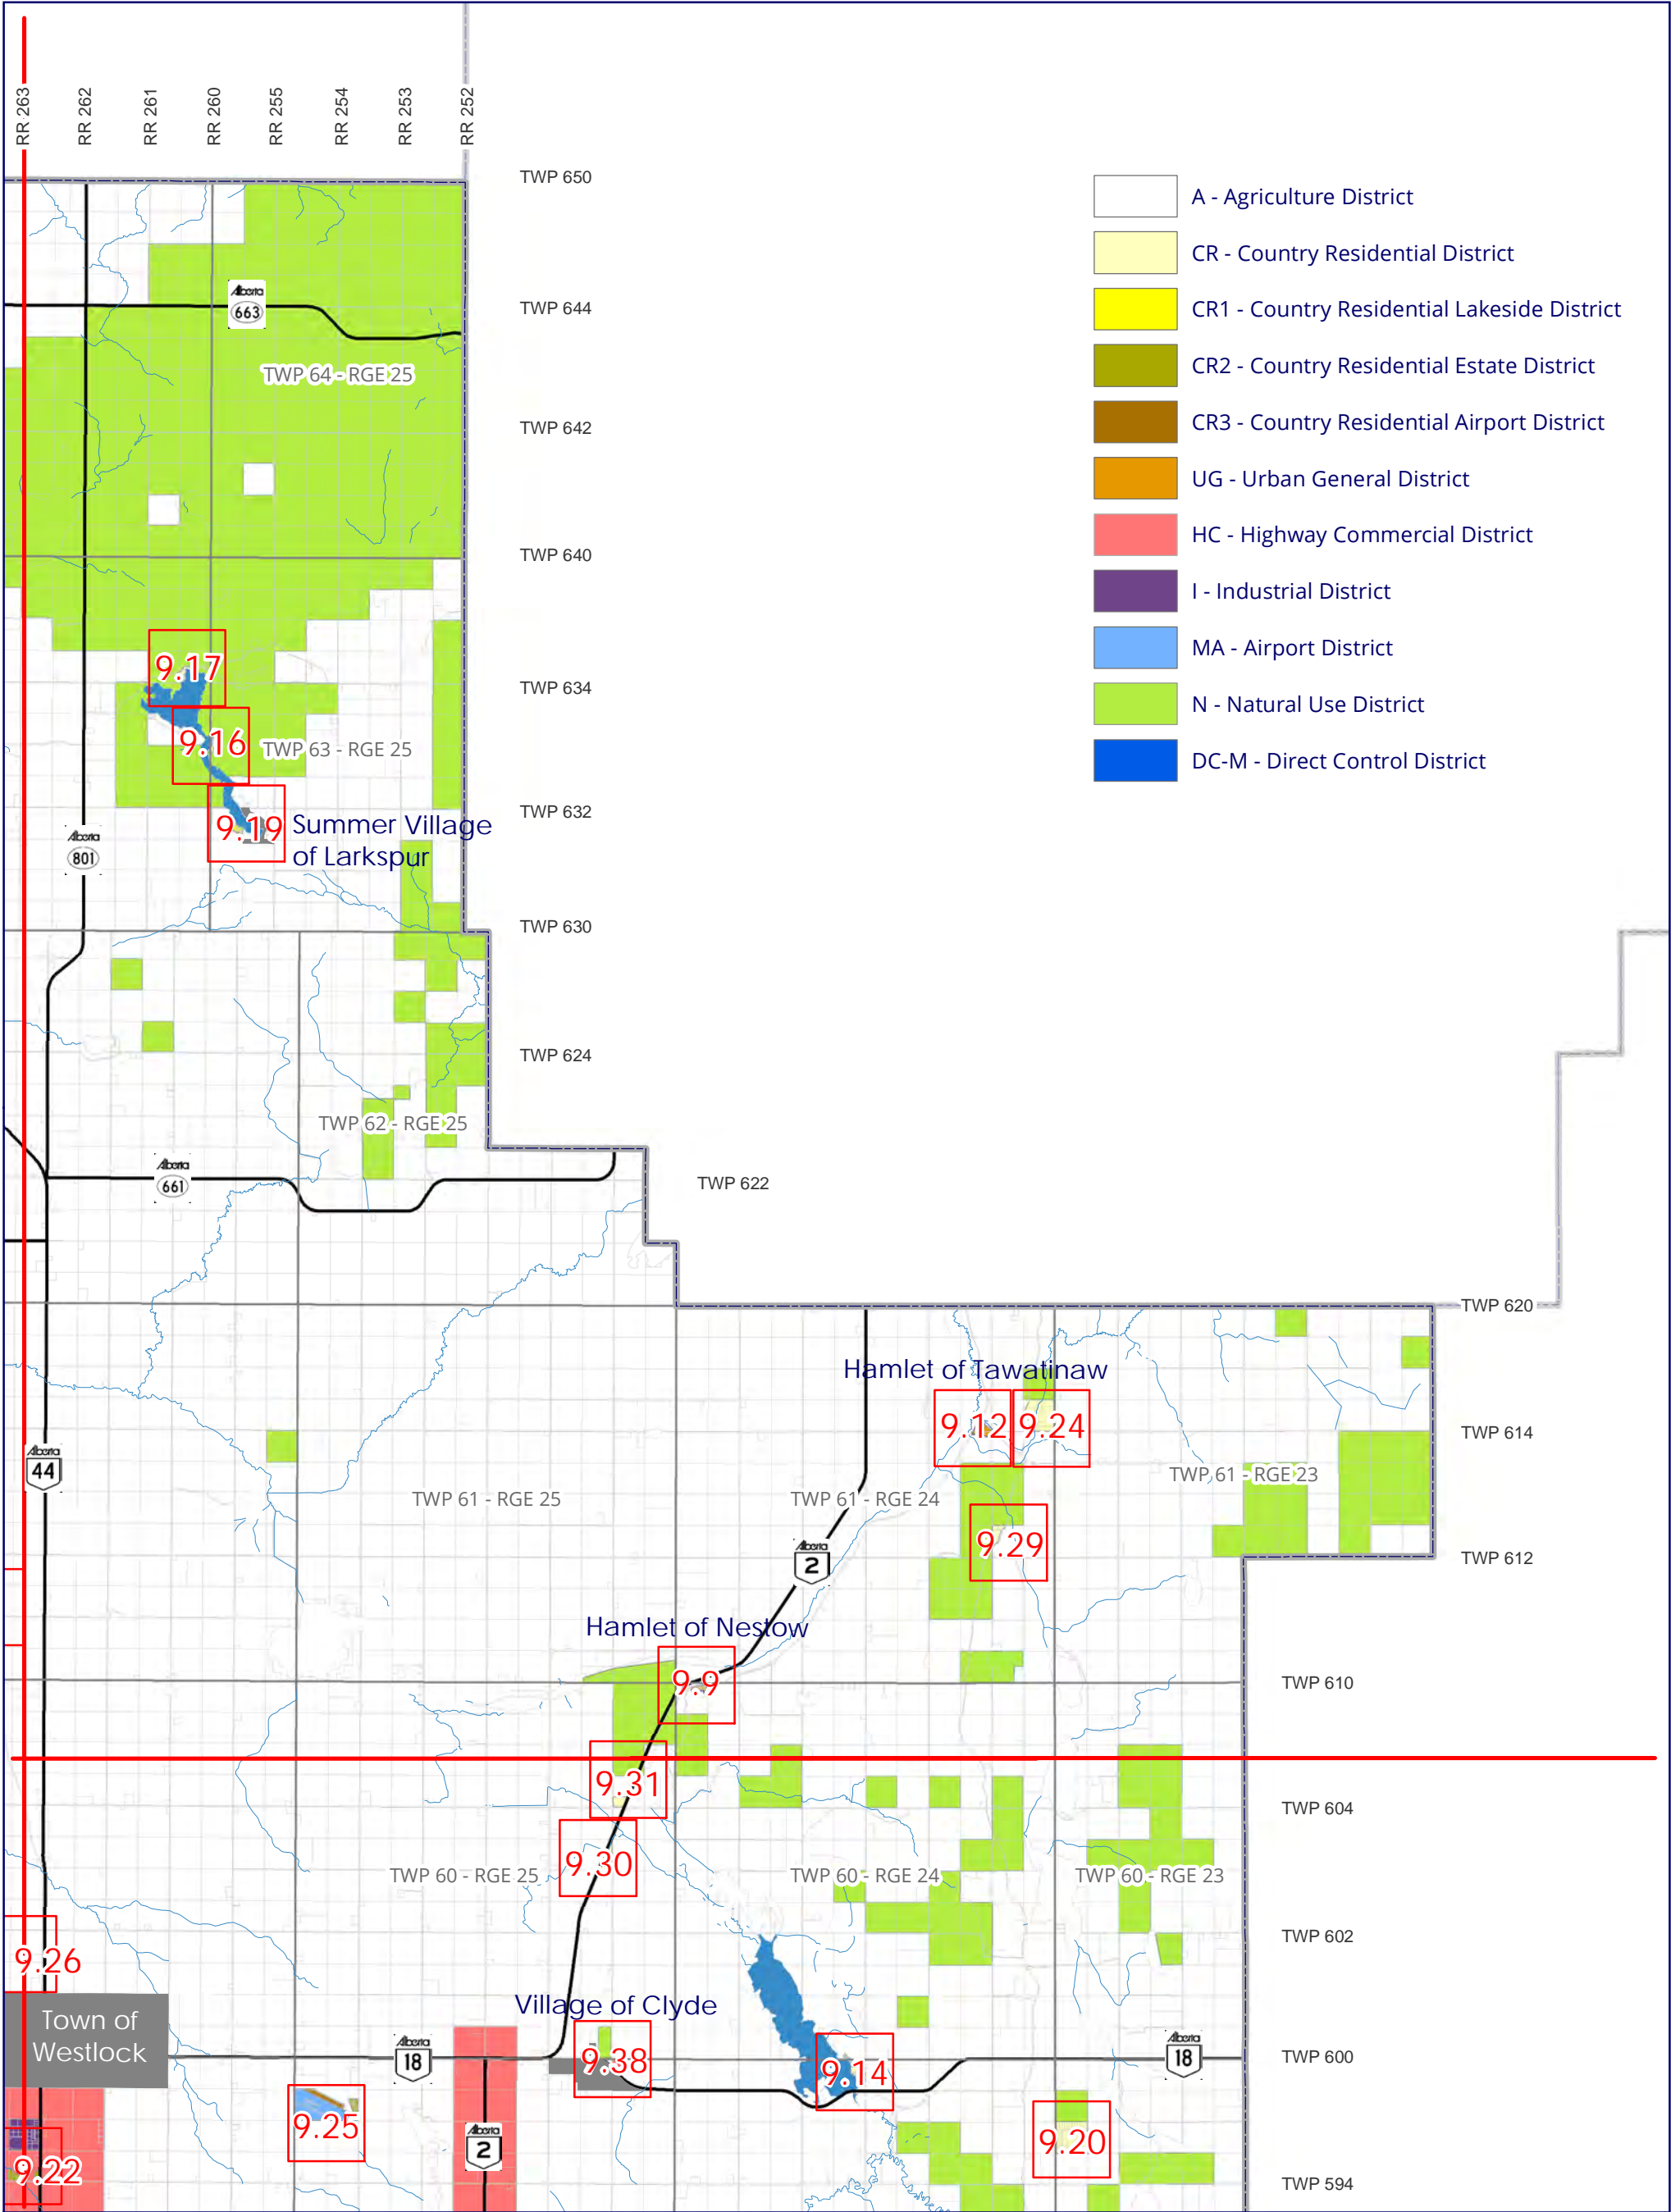 RR 263
RR 262
RR 261
RR 260
RR 255
RR 254
RR 253
RR 252
TWP 650
A - Agriculture District
CR - Country Residential District
CR1 - Country Residential Lakeside District
CR2 - Country Residential Estate District
CR3 - Country Residential Airport District
UG - Urban General District
HC - Highway Commercial District
I - Industrial District
MA - Airport District
N - Natural Use District
DC-M - Direct Control District
Alberta
663
TWP 644
TWP 64 - RGE 25
TWP 642
TWP 640
9.17
TWP 634
9.16
TWP 63 - RGE 25
TWP 632
9.19
Summer Village
of Larkspur
Alberta
801
TWP 630
TWP 624
TWP 62 - RGE 25
Alberta
661
TWP 622
TWP 620
Hamlet of Tawatinaw
9.12
9.24
TWP 614
Alberta
44
TWP 61 - RGE 25
TWP 61 - RGE 24
TWP 61 - RGE 23
9.29
Alberta
2
TWP 612
Hamlet of Nestow
9.9
TWP 610
9.31
TWP 604
9.30
TWP 60 - RGE 25
TWP 60 - RGE 24
TWP 60 - RGE 23
TWP 602
9.26
Town of
Westlock
Village of Clyde
Alberta
18
9.38
9.14
Alberta
18
TWP 600
9.25
Alberta
2
9.20
9.22
TWP 594